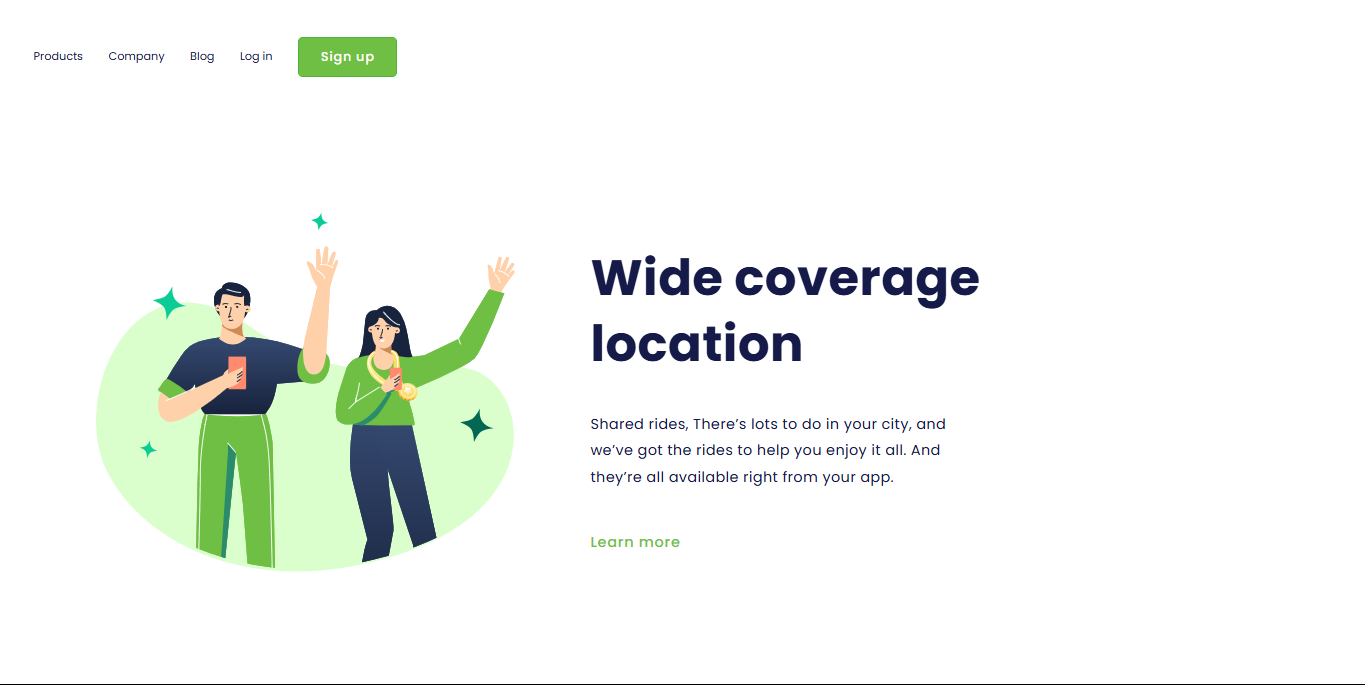 Products Company Blog Log in Sign up
Wide coverage
location
Shared rides, There’s lots to do in your city, and
we’ve got the rides to help you enjoy it all. And
they’re all available right from your app.
Learn more